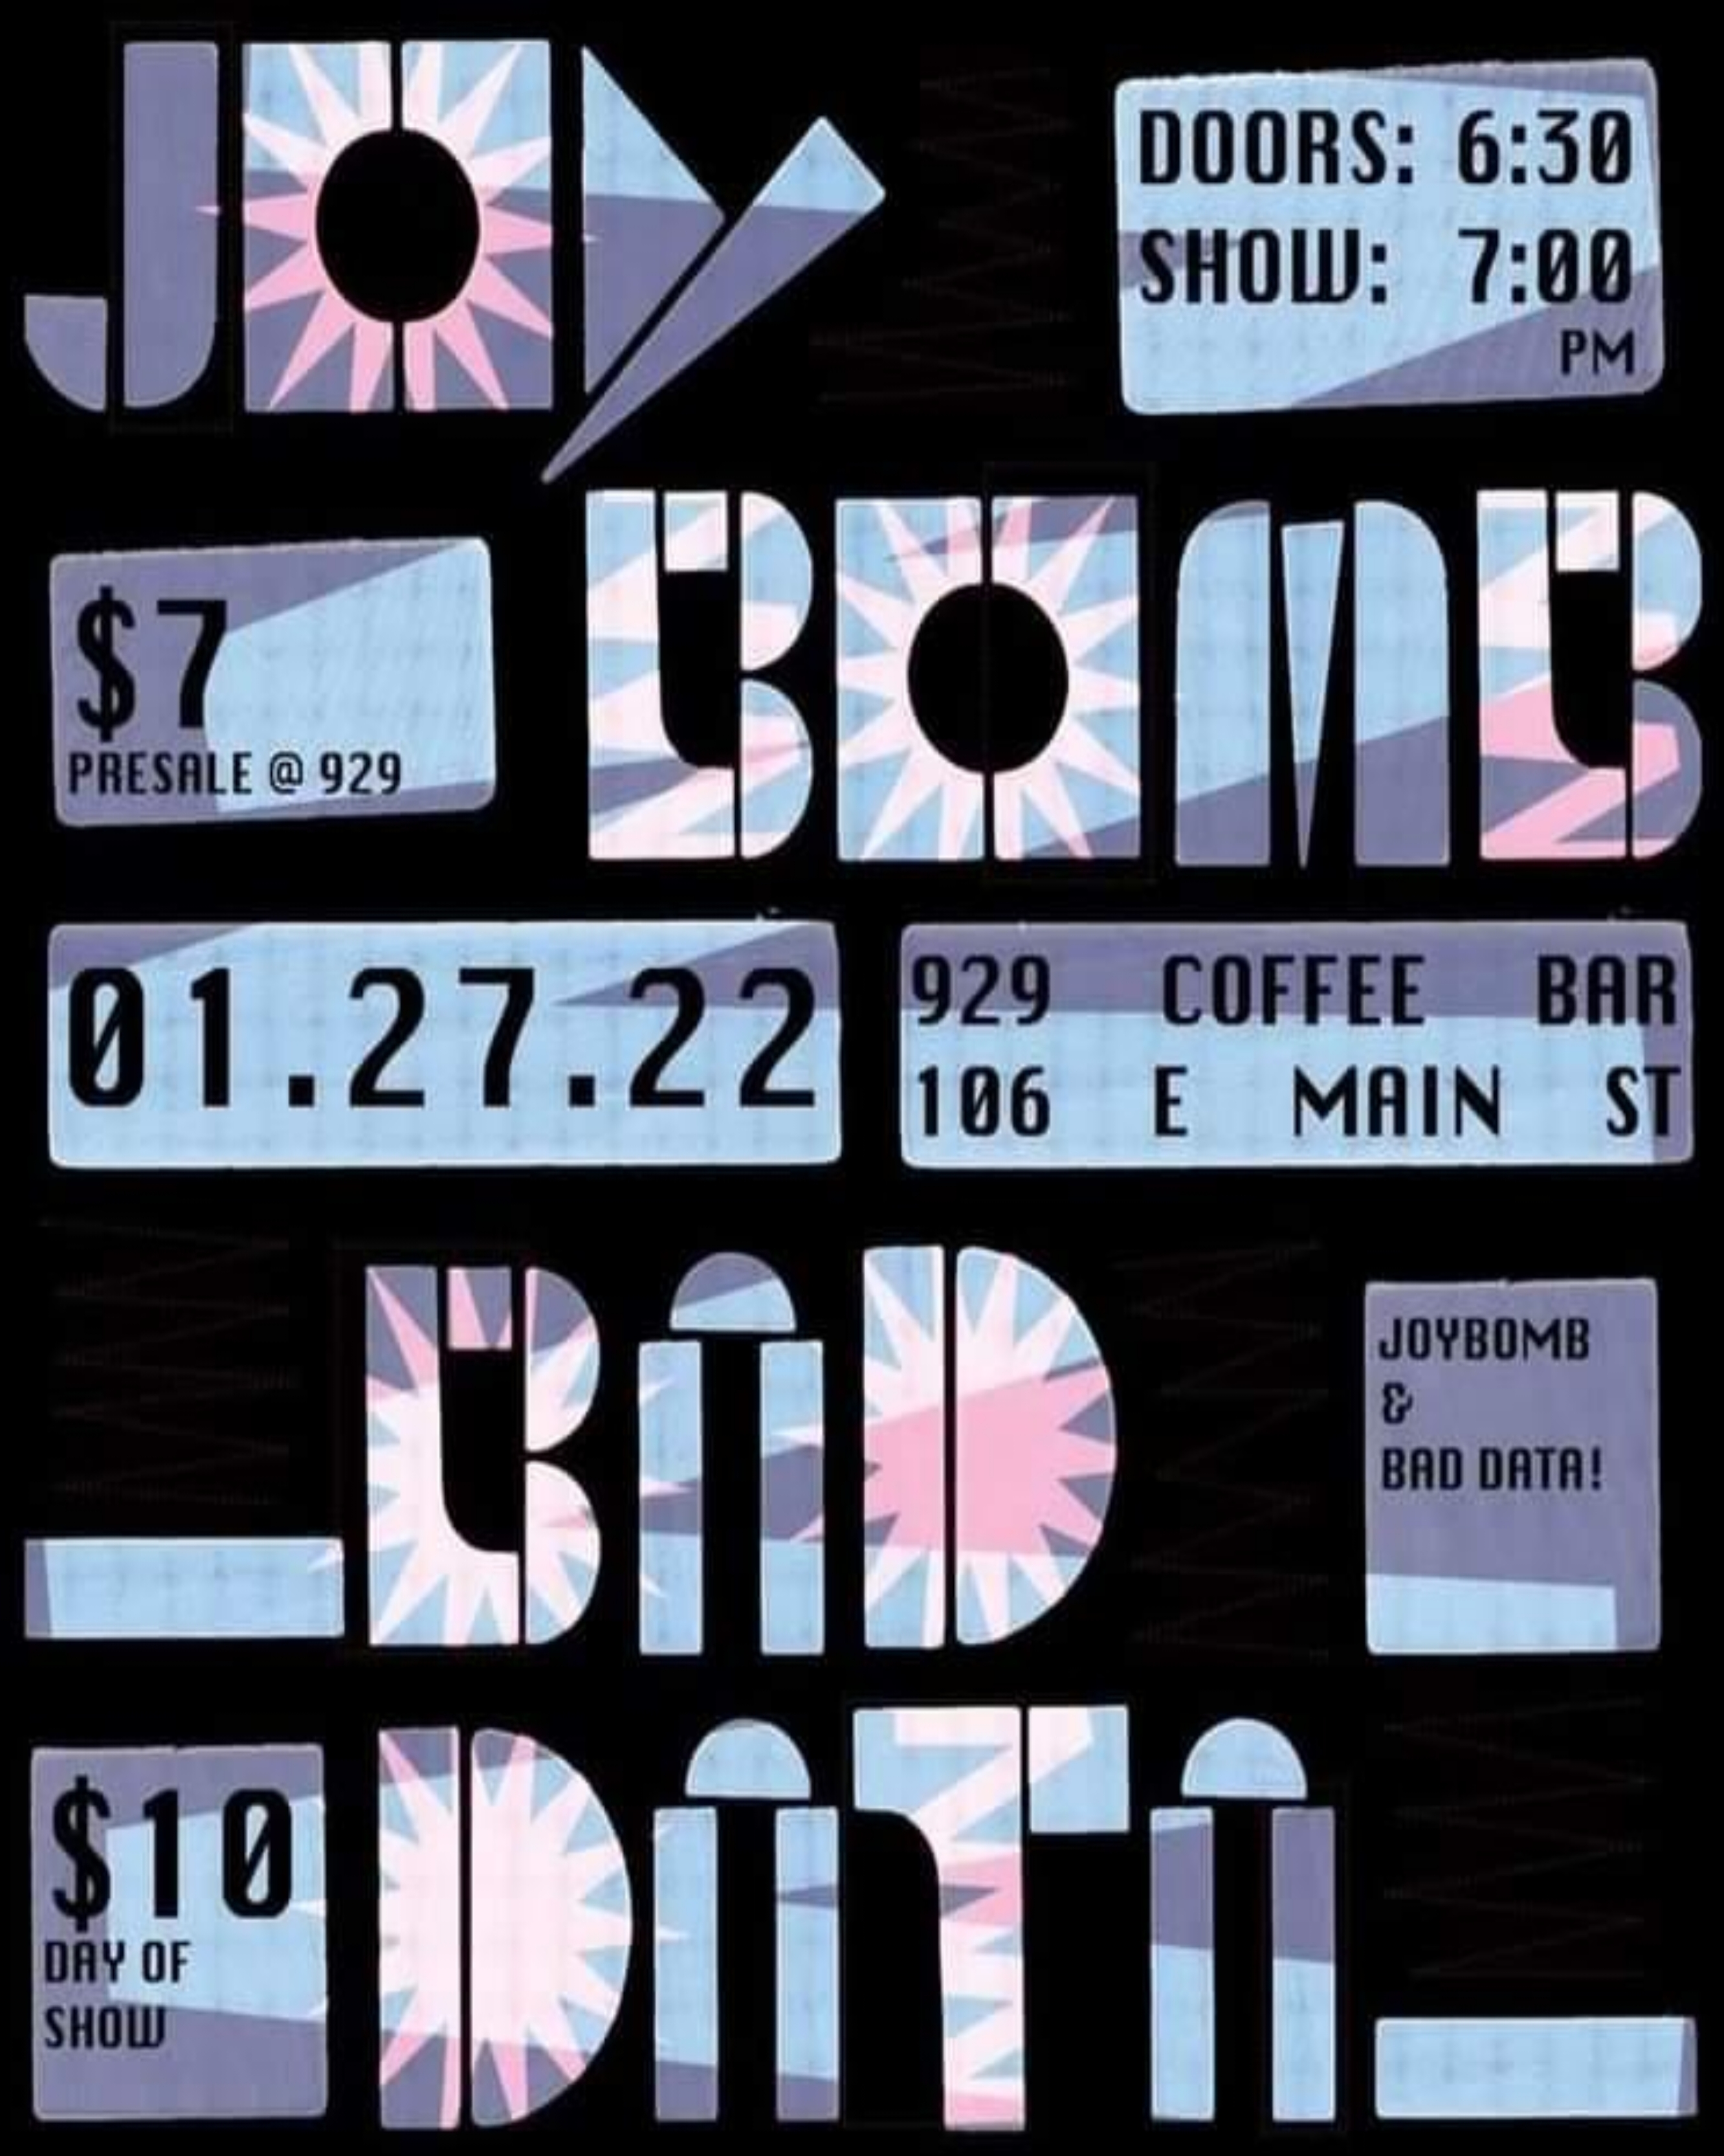 JOY
DOORS: 6:30
SHOW: 7:00
PM
$7
PRESALE @ 929
BOMB
01.27.22
929 COFFEE BAR
106 E MAIN ST
BAD
JOYBOMB
&
BAD DATA!
$10
DAY OF
SHOW
DATA